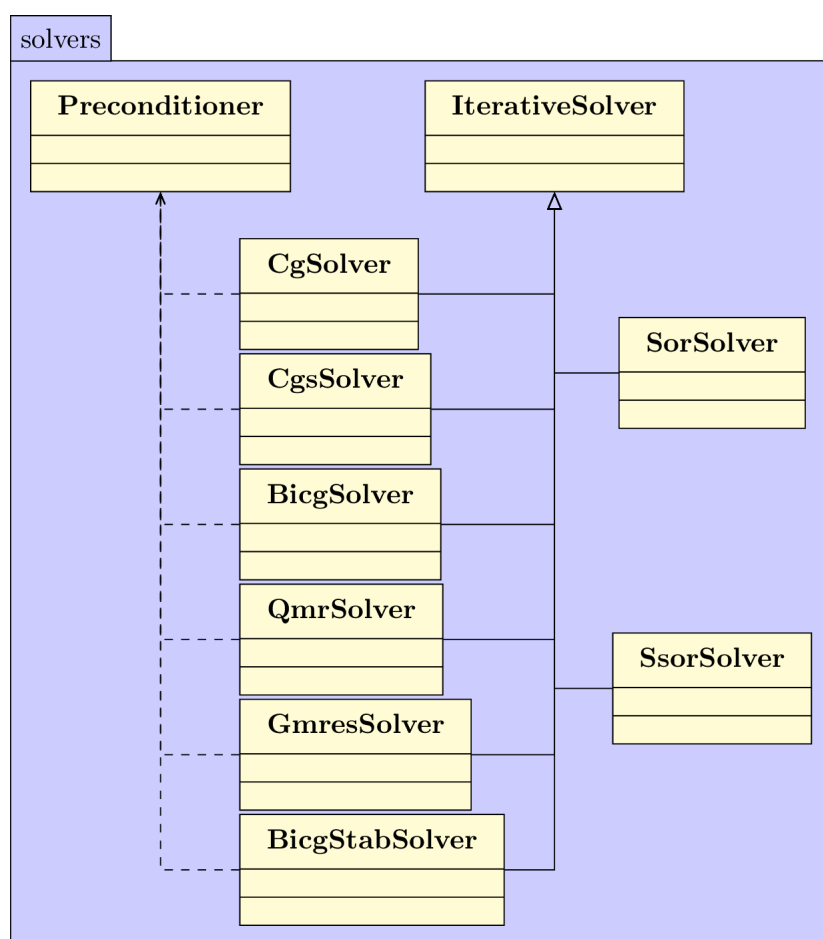 solvers
Preconditioner
IterativeSolver
CgSolver
SorSolver
CgsSolver
BicgSolver
QmrSolver
SsorSolver
GmresSolver
BicgStabSolver